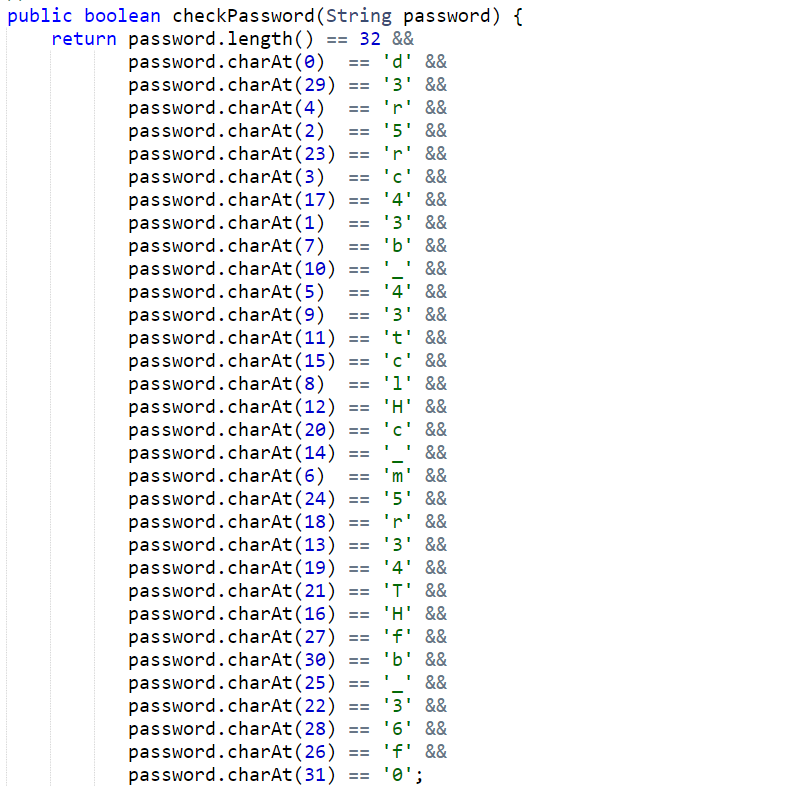 public boolean checkPassword(String password) {
    return password.length() == 32 &&
           password.charAt(0)  == 'd' &&
           password.charAt(29) == '3' &&
           password.charAt(4)  == 'r' &&
           password.charAt(2)  == '5' &&
           password.charAt(23) == 'r' &&
           password.charAt(3)  == 'c' &&
           password.charAt(17) == '4' &&
           password.charAt(1)  == '3' &&
           password.charAt(7)  == 'b' &&
           password.charAt(10) == '_' &&
           password.charAt(5)  == '4' &&
           password.charAt(9)  == '3' &&
           password.charAt(11) == 't' &&
           password.charAt(15) == 'c' &&
           password.charAt(8)  == 'l' &&
           password.charAt(12) == 'H' &&
           password.charAt(20) == 'c' &&
           password.charAt(14) == '_' &&
           password.charAt(6)  == 'm' &&
           password.charAt(24) == '5' &&
           password.charAt(18) == 'r' &&
           password.charAt(13) == '3' &&
           password.charAt(19) == '4' &&
           password.charAt(21) == 'T' &&
           password.charAt(16) == 'H' &&
           password.charAt(27) == 'f' &&
           password.charAt(30) == 'b' &&
           password.charAt(25) == '_' &&
           password.charAt(22) == '3' &&
           password.charAt(28) == '6' &&
           password.charAt(26) == 'f' &&
           password.charAt(31) == '0';